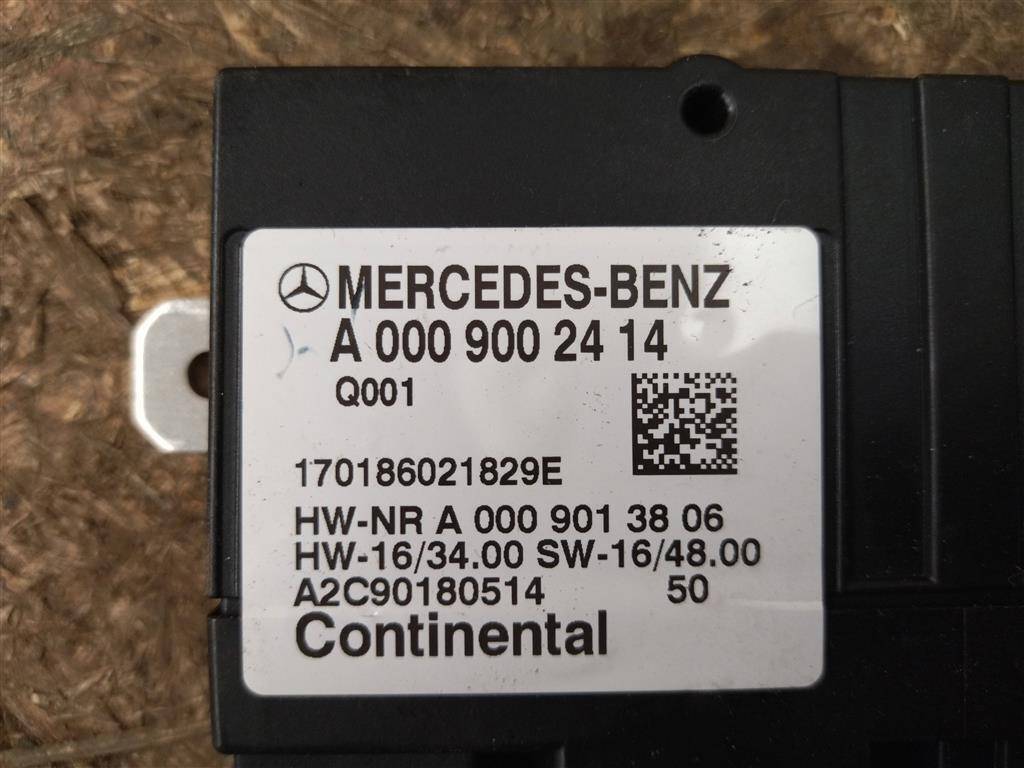 MERCEDES-BENZ
A 000 900 24 14
Q001
170186021829E
HW-NR A 000 901 38 06
HW-16/34.00 SW-16/48.00
A2C90180514 50
Continental